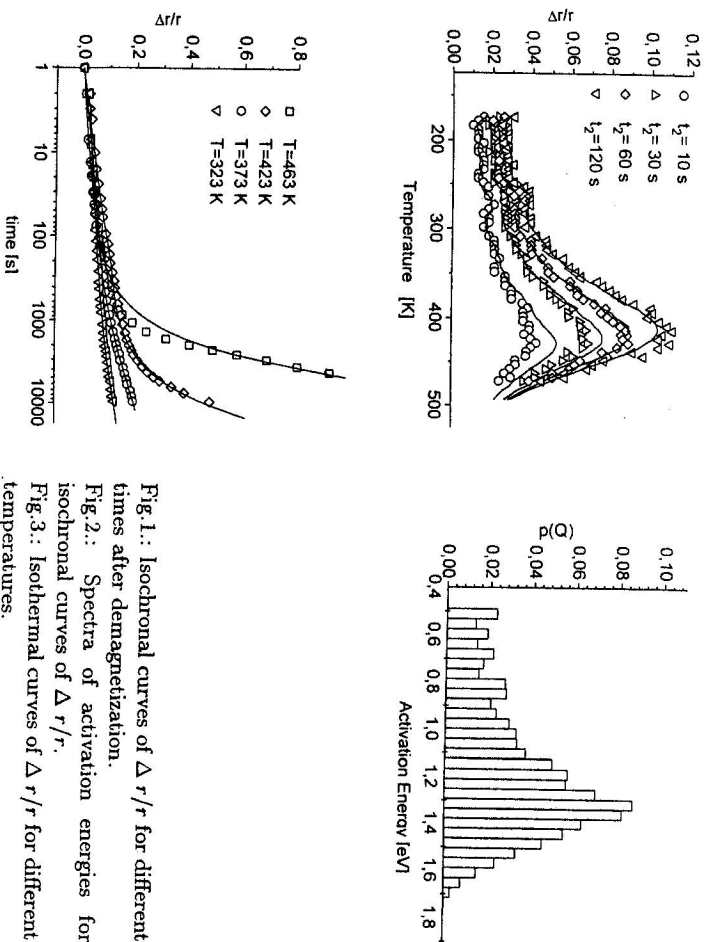 Δr/r
0,12
0,10
0,08
0,06
0,04
0,02
0,00
○ t₂= 10 s
△ t₂= 30 s
◇ t₂= 60 s
▽ t₂=120 s
200 300 400 500
Temperature [K]
p(Q)
0,10
0,08
0,06
0,04
0,02
0,00
0,4 0,6 0,8 1,0 1,2 1,4 1,6 1,8
Activation Energy [eV]
Δr/r
0,8
0,6
0,4
0,2
0,0
□ T=463 K
◇ T=423 K
○ T=373 K
▽ T=323 K
1 10 100 1000 10000
time [s]
Fig.1.: Isochronal curves of Δ r/r for different
times after demagnetization.
Fig.2.: Spectra of activation energies for
isochronal curves of Δ r/r.
Fig.3.: Isothermal curves of Δ r/r for different
temperatures.